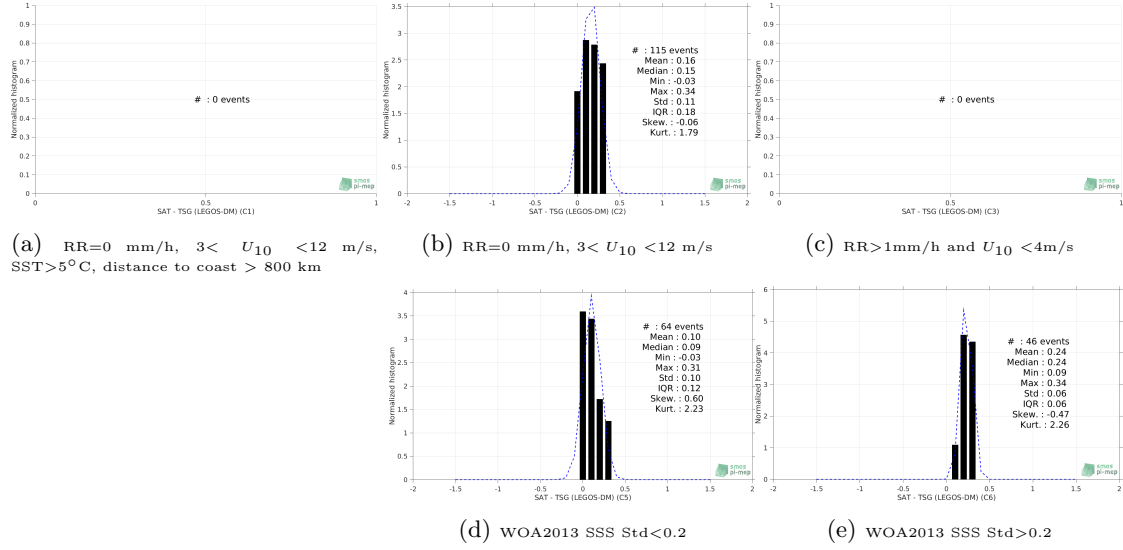 Normalized histogram
1
0.9
0.8
0.7
0.6
0.5
0.4
0.3
0.2
0.1
0
# : 0 events
0 0.5 1
SAT - TSG (LEGOS-DM) (C1)
smos
pi-mep
(a) RR=0 mm/h, 3< U10 <12 m/s,
SST>5°C, distance to coast > 800 km
Normalized histogram
3.5
3
2.5
2
1.5
1
0.5
0
# : 115 events
Mean : 0.16
Median : 0.15
Min : -0.03
Max : 0.34
Std : 0.11
IQR : 0.18
Skew. : -0.06
Kurt. : 1.79
-2 -1.5 -1 -0.5 0 0.5 1 1.5 2
SAT - TSG (LEGOS-DM) (C2)
smos
pi-mep
(b) RR=0 mm/h, 3< U10 <12 m/s
Normalized histogram
1
0.9
0.8
0.7
0.6
0.5
0.4
0.3
0.2
0.1
0
# : 0 events
0 0.5 1
SAT - TSG (LEGOS-DM) (C3)
smos
pi-mep
(c) RR>1mm/h and U10 <4m/s
Normalized histogram
4
3.5
3
2.5
2
1.5
1
0.5
0
# : 64 events
Mean : 0.10
Median : 0.09
Min : -0.03
Max : 0.31
Std : 0.10
IQR : 0.12
Skew. : 0.60
Kurt. : 2.23
-2 -1.5 -1 -0.5 0 0.5 1 1.5 2
SAT - TSG (LEGOS-DM) (C5)
smos
pi-mep
(d) WOA2013 SSS Std<0.2
Normalized histogram
6
5
4
3
2
1
0
# : 46 events
Mean : 0.24
Median : 0.24
Min : 0.09
Max : 0.34
Std : 0.06
IQR : 0.06
Skew. : -0.47
Kurt. : 2.26
-2 -1.5 -1 -0.5 0 0.5 1 1.5 2
SAT - TSG (LEGOS-DM) (C6)
smos
pi-mep
(e) WOA2013 SSS Std>0.2